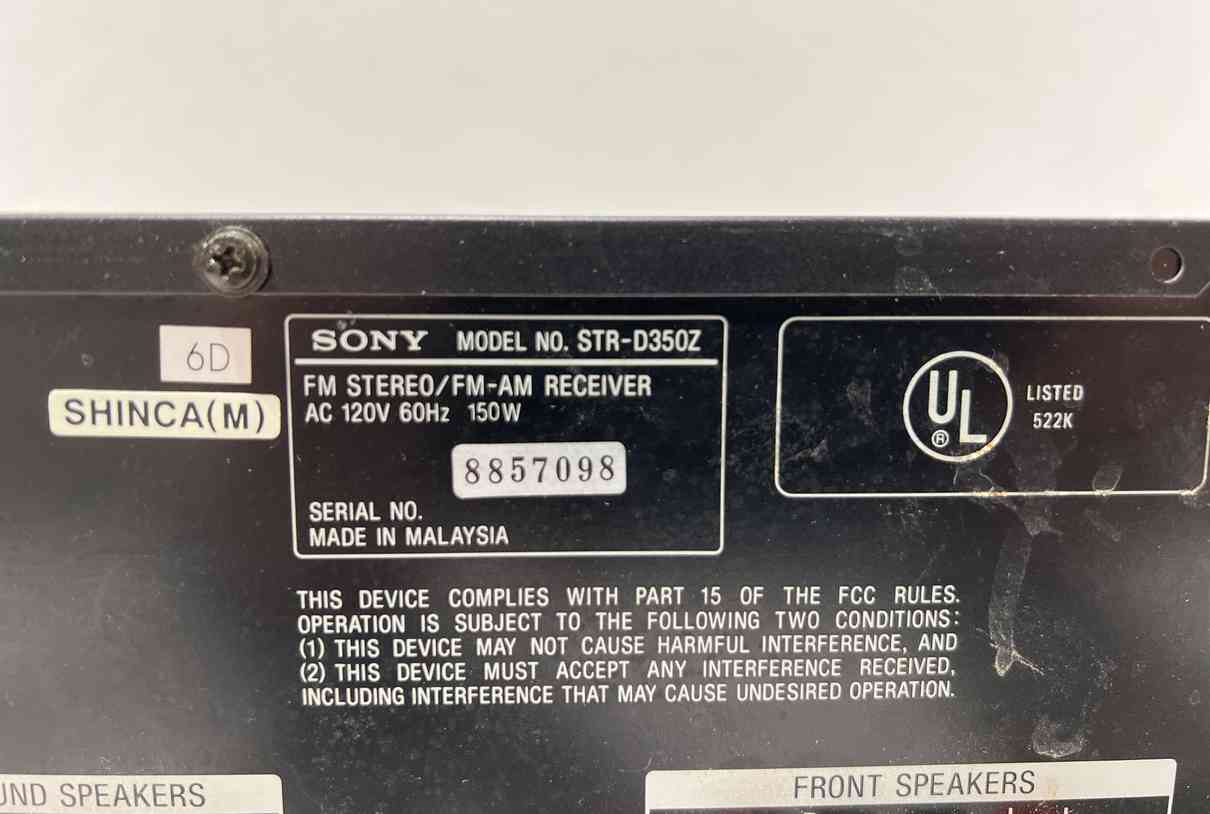 6D
SHINCA(M)
SONY MODEL NO. STR-D350Z
FM STEREO/FM-AM RECEIVER
AC 120V 60Hz 150W
8857098
SERIAL NO.
MADE IN MALAYSIA
UL
®
LISTED
522K
THIS DEVICE COMPLIES WITH PART 15 OF THE FCC RULES.
OPERATION IS SUBJECT TO THE FOLLOWING TWO CONDITIONS:
(1) THIS DEVICE MAY NOT CAUSE HARMFUL INTERFERENCE, AND
(2) THIS DEVICE MUST ACCEPT ANY INTERFERENCE RECEIVED,
INCLUDING INTERFERENCE THAT MAY CAUSE UNDESIRED OPERATION.
UND SPEAKERS
FRONT SPEAKERS